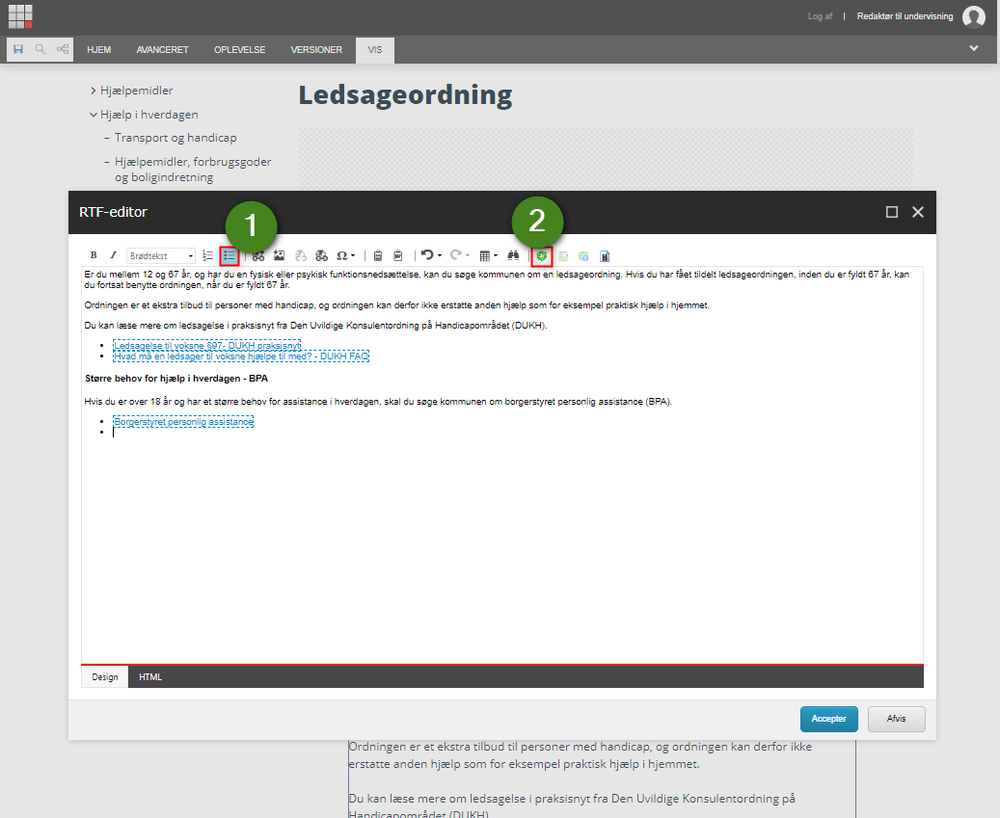 Log af | Redaktør til undervisning
HJEM AVANCERET OPLEVELSE VERSIONER VIS
Hjælpemidler
Hjælp i hverdagen
– Transport og handicap
– Hjælpemidler, forbrugsgoder
og boligindretning
Ledsageordning
RTF-editor
1
2
B I Brødtekst Ω
Er du mellem 12 og 67 år, og har du en fysisk eller psykisk funktionsnedsættelse, kan du søge kommunen om en ledsageordning. Hvis du har fået tildelt ledsageordningen, inden du er fyldt 67 år, kan
du fortsat benytte ordningen, når du er fyldt 67 år.
Ordningen er et ekstra tilbud til personer med handicap, og ordningen kan derfor ikke erstatte anden hjælp som for eksempel praktisk hjælp i hjemmet.
Du kan læse mere om ledsagelse i praksisnyt fra Den Uvildige Konsulentordning på Handicapområdet (DUKH).
• Ledsagelse til voksne §97- DUKH praksisnyt
• Hvad må en ledsager til voksne hjælpe til med? - DUKH FAQ
Større behov for hjælp i hverdagen - BPA
Hvis du er over 18 år og har et større behov for assistance i hverdagen, skal du søge kommunen om borgerstyret personlig assistance (BPA).
• Borgerstyret personlig assistance
•
Design HTML
Accepter Afvis
Ordningen er et ekstra tilbud til personer med handicap, og ordningen kan derfor ikke
erstatte anden hjælp som for eksempel praktisk hjælp i hjemmet.
Du kan læse mere om ledsagelse i praksisnyt fra Den Uvildige Konsulentordning på
Handicapområdet (DUKH)